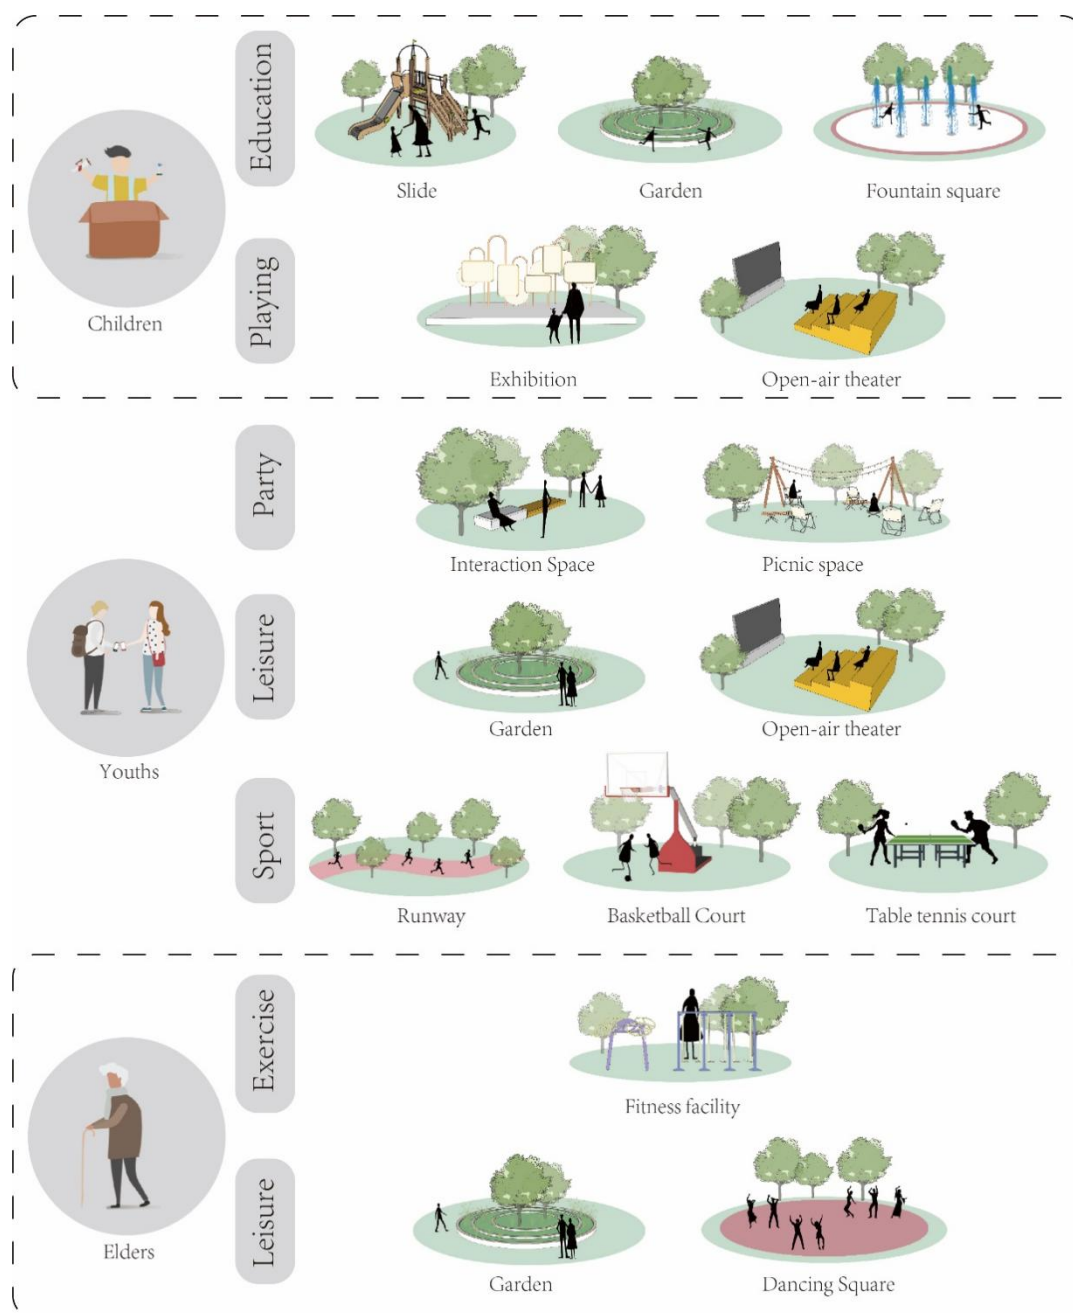 Education
Slide
Garden
Fountain square
Children
Playing
Exhibition
Open-air theater
Party
Interaction Space
Picnic space
Youths
Leisure
Garden
Open-air theater
Sport
Runway
Basketball Court
Table tennis court
Exercise
Fitness facility
Elders
Leisure
Garden
Dancing Square